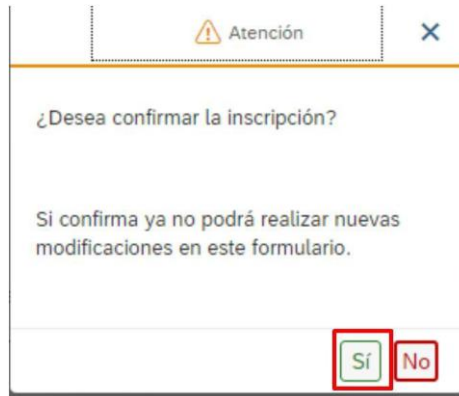 Atención
¿Desea confirmar la inscripción?
Si confirma ya no podrá realizar nuevas
modificaciones en este formulario.
Sí No